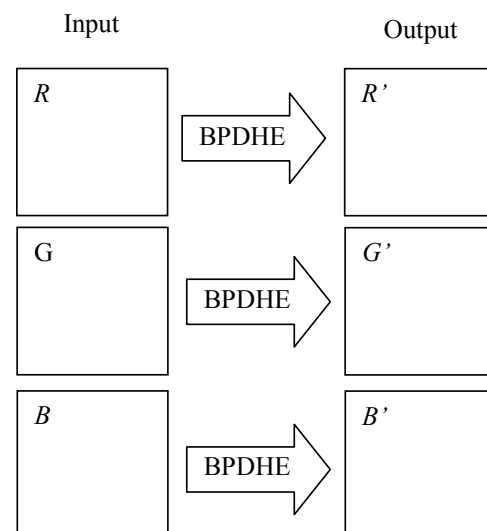 Input Output
R BPDHE R’
G BPDHE G’
B BPDHE B’